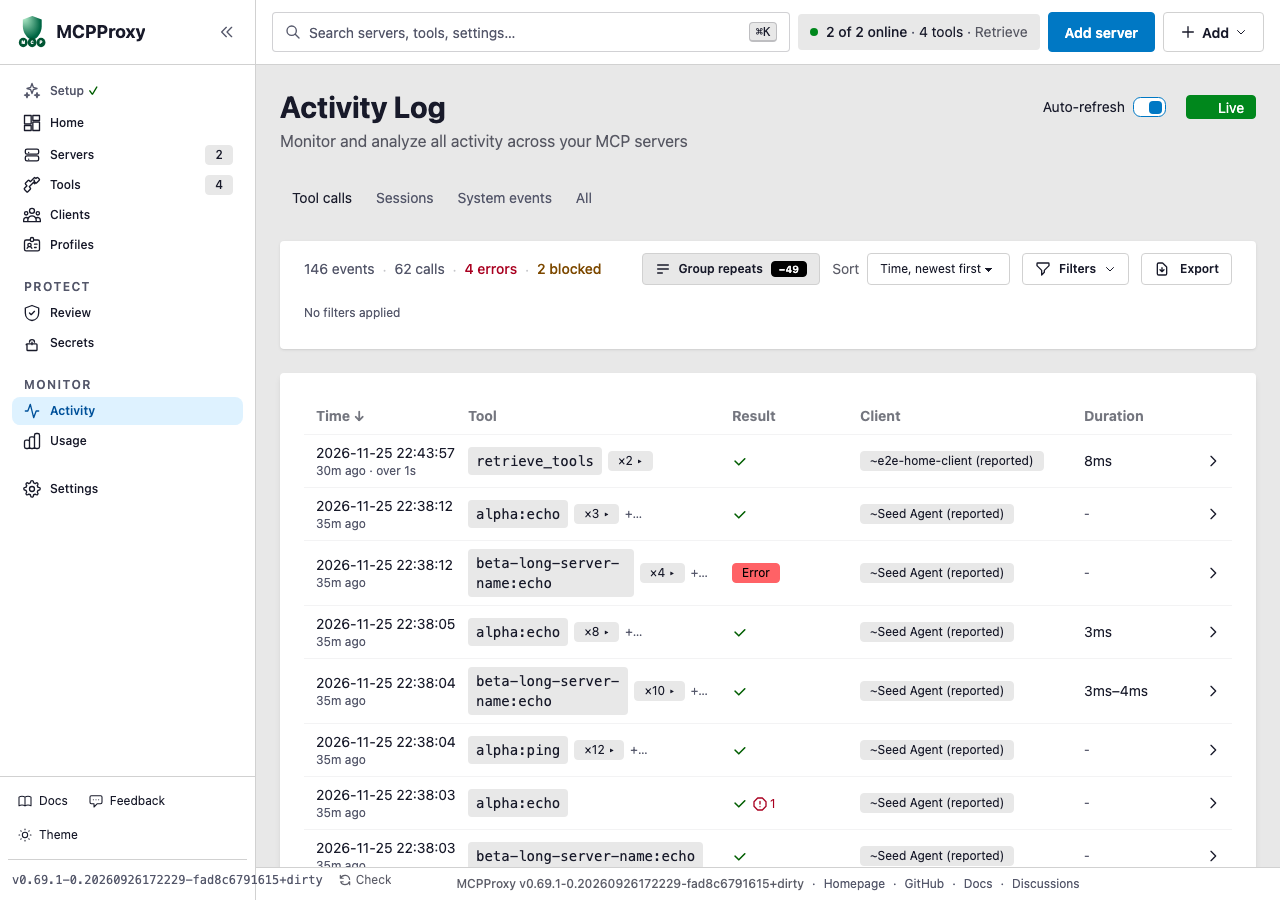 MCPProxy
Search servers, tools, settings...
⌘K
2 of 2 online · 4 tools · Retrieve
Add server
Add
Setup
Home
Servers 2
Tools 4
Clients
Profiles
PROTECT
Review
Secrets
MONITOR
Activity
Usage
Settings
Docs
Feedback
Theme
v0.69.1-0.20260926172229-fad8c6791615+dirty
Check
Activity Log
Monitor and analyze all activity across your MCP servers
Auto-refresh
Live
Tool calls
Sessions
System events
All
146 events · 62 calls · 4 errors · 2 blocked
Group repeats −49
Sort
Time, newest first
Filters
Export
No filters applied
Time ↓ Tool Result Client Duration
2026-11-25 22:43:57
30m ago · over 1s
retrieve_tools ×2 ▸ ~e2e-home-client (reported) 8ms
2026-11-25 22:38:12
35m ago
alpha:echo ×3 ▸ +... ~Seed Agent (reported) -
2026-11-25 22:38:12
35m ago
beta-long-server-
name:echo
×4 ▸ +... Error ~Seed Agent (reported) -
2026-11-25 22:38:05
35m ago
alpha:echo ×8 ▸ +... ~Seed Agent (reported) 3ms
2026-11-25 22:38:04
35m ago
beta-long-server-
name:echo
×10 ▸ +... ~Seed Agent (reported) 3ms–4ms
2026-11-25 22:38:04
35m ago
alpha:ping ×12 ▸ +... ~Seed Agent (reported) -
2026-11-25 22:38:03
35m ago
alpha:echo 1 ~Seed Agent (reported) -
2026-11-25 22:38:03
35m ago
beta-long-server-name:echo ~Seed Agent (reported) -
MCPProxy v0.69.1-0.20260926172229-fad8c6791615+dirty · Homepage · GitHub · Docs · Discussions